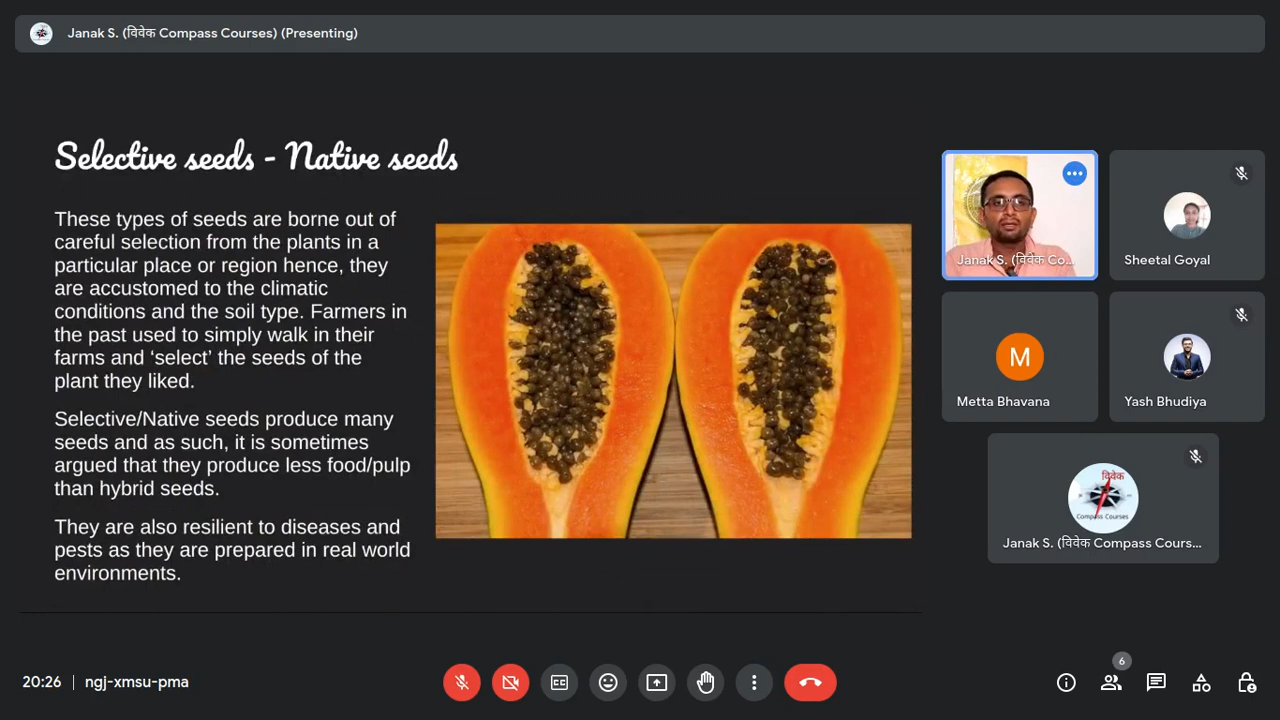 Janak S. (विवेक Compass Courses) (Presenting)
Selective seeds - Native seeds
These types of seeds are borne out of
careful selection from the plants in a
particular place or region hence, they
are accustomed to the climatic
conditions and the soil type. Farmers in
the past used to simply walk in their
farms and ‘select’ the seeds of the
plant they liked.
Selective/Native seeds produce many
seeds and as such, it is sometimes
argued that they produce less food/pulp
than hybrid seeds.
They are also resilient to diseases and
pests as they are prepared in real world
environments.
Janak S. (विवेक Co...
Sheetal Goyal
M
Metta Bhavana
Yash Bhudiya
विवेक
Compass Courses
Janak S. (विवेक Compass Cours...
20:26 | ngj-xmsu-pma
CC
6